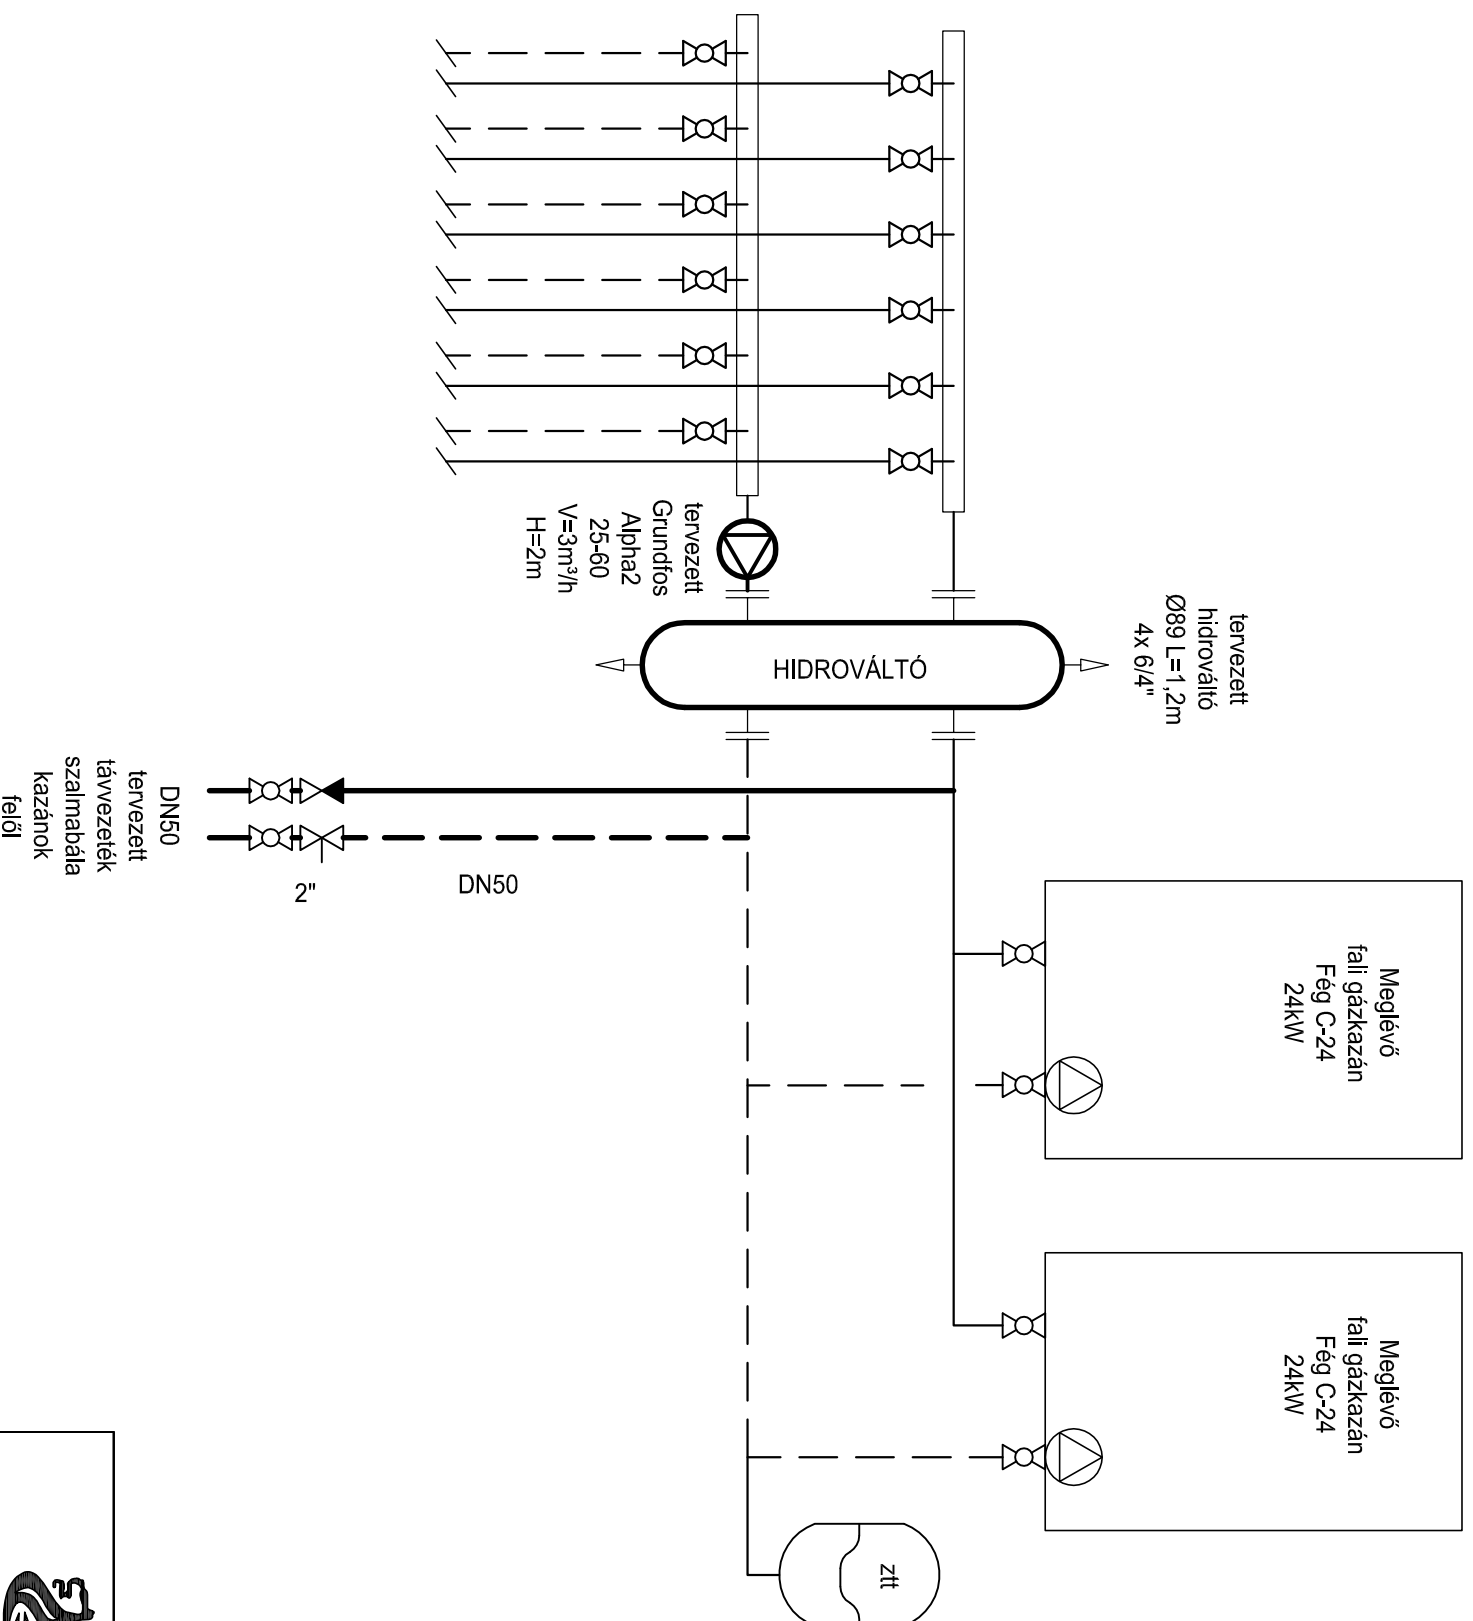 Meglévő
fali gázkazán
Fég C-24
24kW
Meglévő
fali gázkazán
Fég C-24
24kW
tervezett
hidrováltó
Ø89 L=1,2m
4x 6/4"
HIDROVÁLTÓ
tervezett
Grundfos
Alpha2
25-60
V=3m³/h
H=2m
DN50
2"
DN50
tervezett
távvezeték
szalmabála
kazánok
felől
ztt